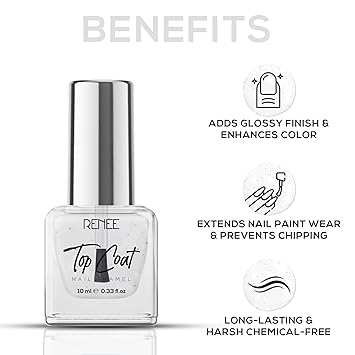 BENEFITS
ADDS GLOSSY FINISH &
ENHANCES COLOR
RENEE
Top Coat
NAIL
AMEL
10 ml ℮ 0.33 fl.oz
EXTENDS NAIL PAINT WEAR
& PREVENTS CHIPPING
LONG-LASTING &
HARSH CHEMICAL-FREE